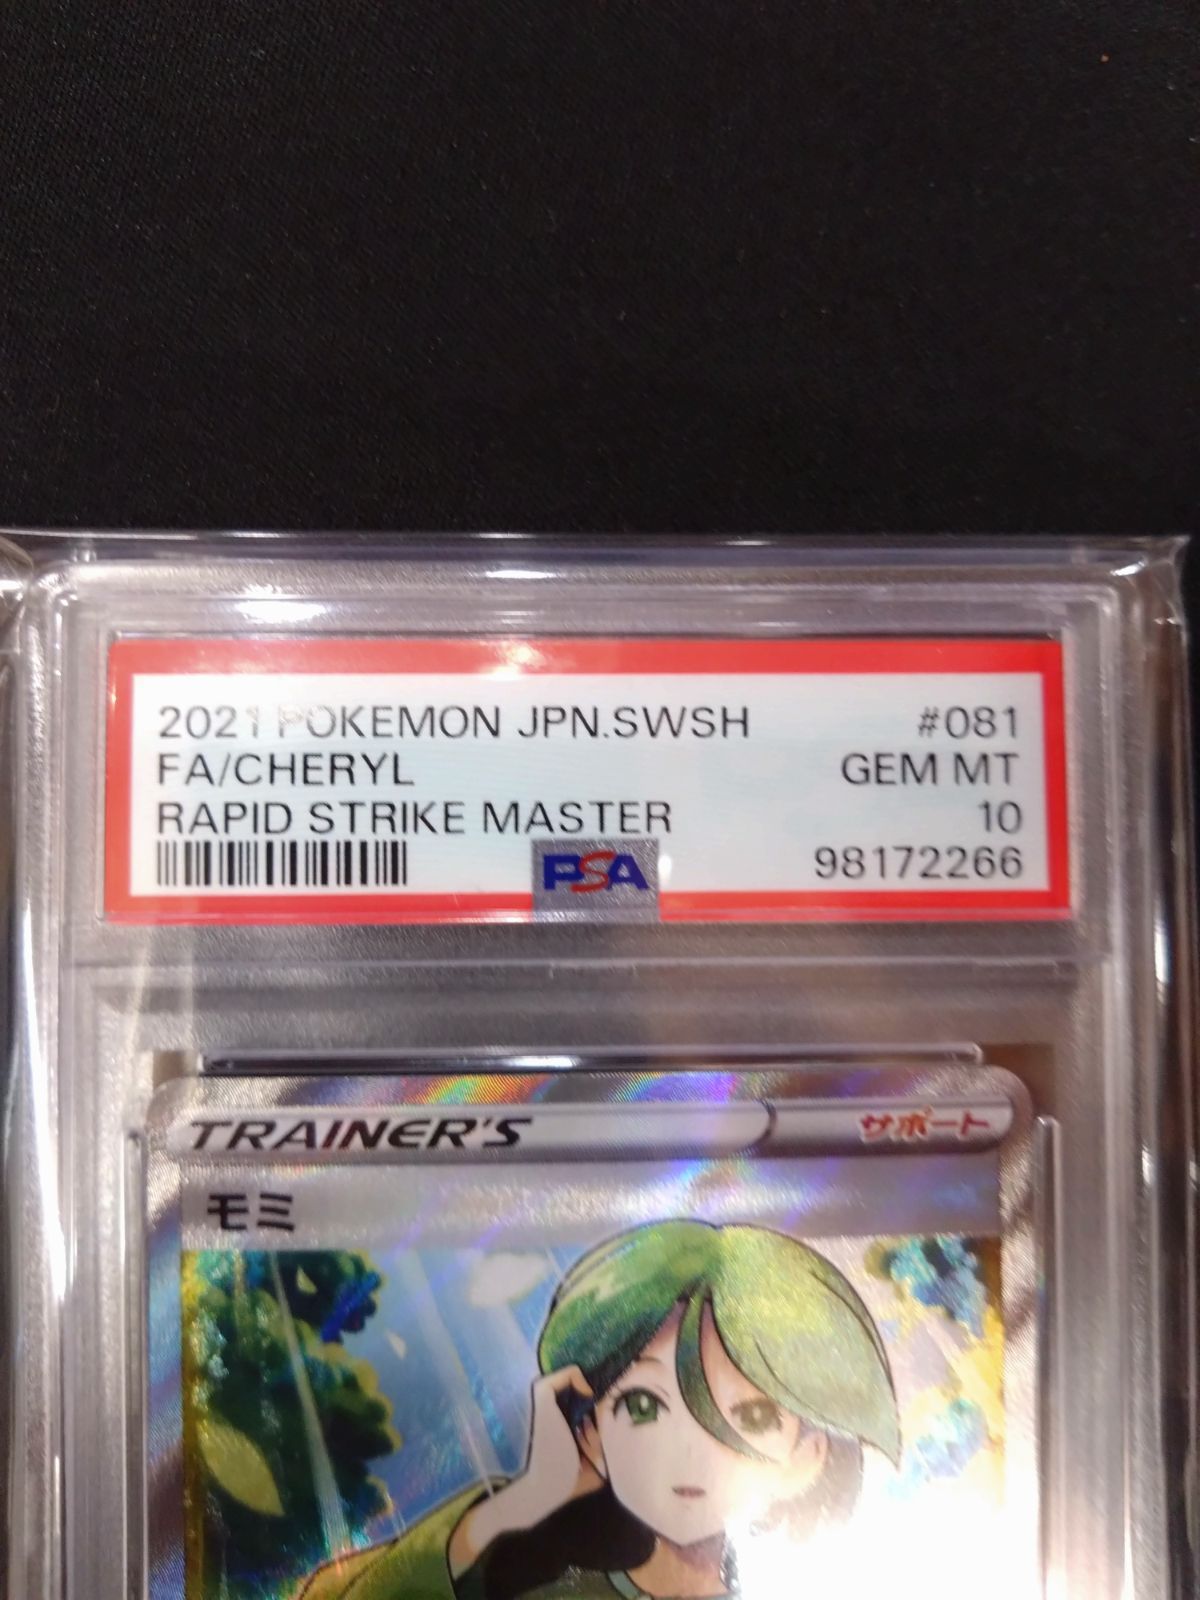 2021 POKEMON JPN.SWSH #081
FA/CHERYL GEM MT
RAPID STRIKE MASTER 10
PSA 98172266
TRAINER'S サポート
モミ